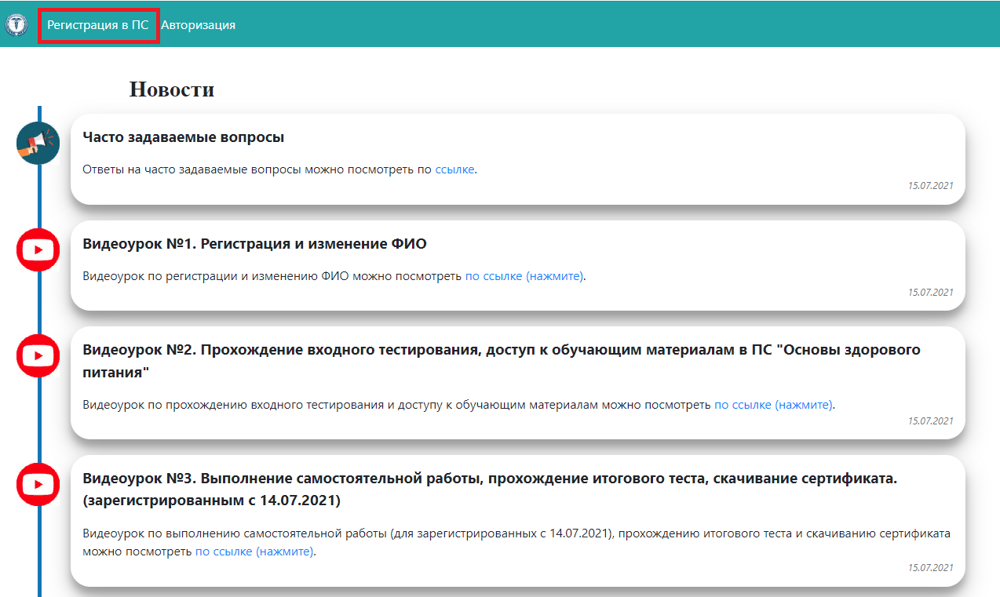 Регистрация в ПС Авторизация
Новости
Часто задаваемые вопросы
Ответы на часто задаваемые вопросы можно посмотреть по ссылке.
15.07.2021
Видеоурок №1. Регистрация и изменение ФИО
Видеоурок по регистрации и изменению ФИО можно посмотреть по ссылке (нажмите).
15.07.2021
Видеоурок №2. Прохождение входного тестирования, доступ к обучающим материалам в ПС "Основы здорового
питания"
Видеоурок по прохождению входного тестирования и доступу к обучающим материалам можно посмотреть по ссылке (нажмите).
15.07.2021
Видеоурок №3. Выполнение самостоятельной работы, прохождение итогового теста, скачивание сертификата.
(зарегистрированным с 14.07.2021)
Видеоурок по выполнению самостоятельной работы (для зарегистрированных с 14.07.2021), прохождению итогового теста и скачиванию сертификата
можно посмотреть по ссылке (нажмите).
15.07.2021